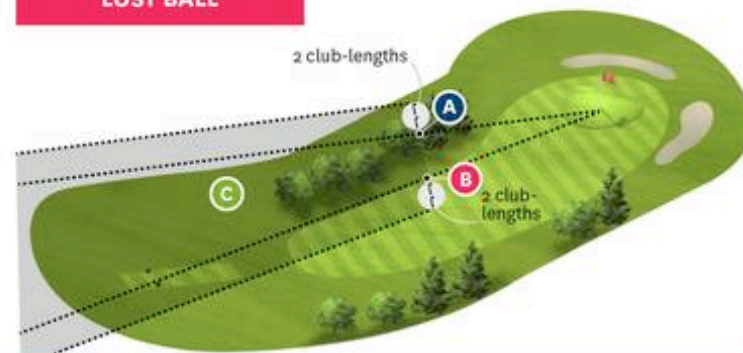 LOST BALL
2 club-lengths
A
B
C
2 club-
lengths